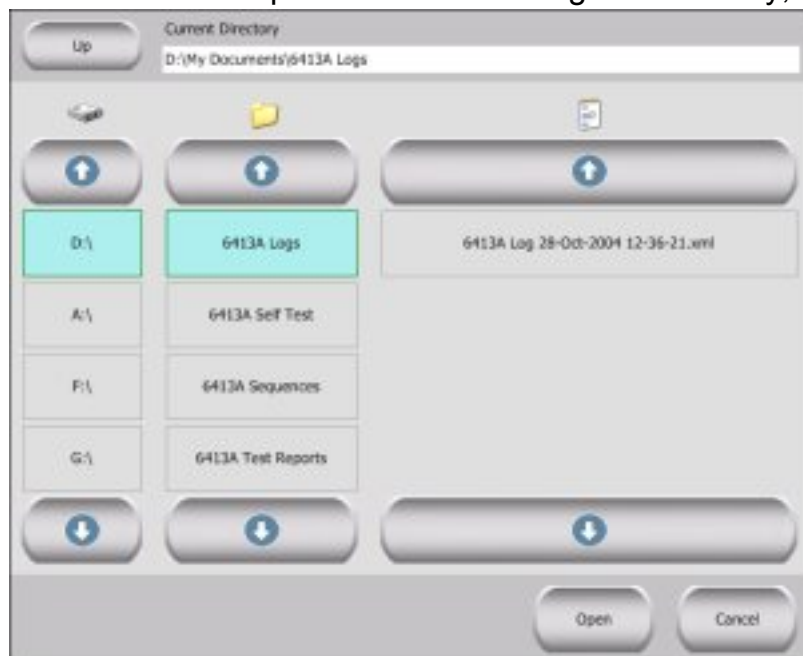 Up
Current Directory
D:\My Documents\6413A Logs
D:\
6413A Logs
6413A Log 28-Oct-2004 12-36-21.xml
A:\
6413A Self Test
F:\
6413A Sequences
G:\
6413A Test Reports
Open
Cancel